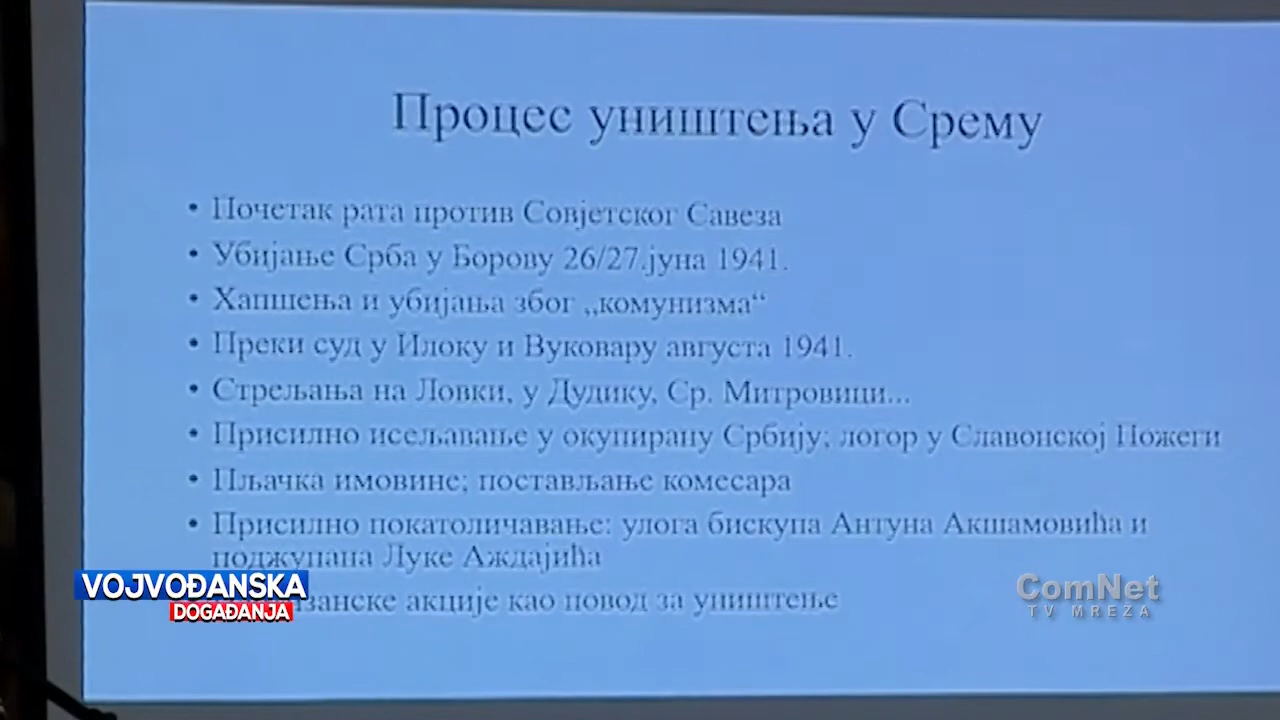 Процес уништења у Срему
• Почетак рата против Совјетског Савеза
• Убијање Срба у Борову 26/27.јуна 1941.
• Хапшења и убијања због „комунизма“
• Преки суд у Илоку и Вуковару августа 1941.
• Стрељања на Ловки, у Дудику, Ср. Митровици...
• Присилно исељавање у окупирану Србију; логор у Славонској Пожеги
• Пљачка имовине; постављање комесара
• Присилно покатоличавање: улога бискупа Антуна Акшамовића и
поджупана Луке Аждајића
акције као повод за уништење
VOJVOĐANSKA
DOGAĐANJA
ComNet
TV MREZA